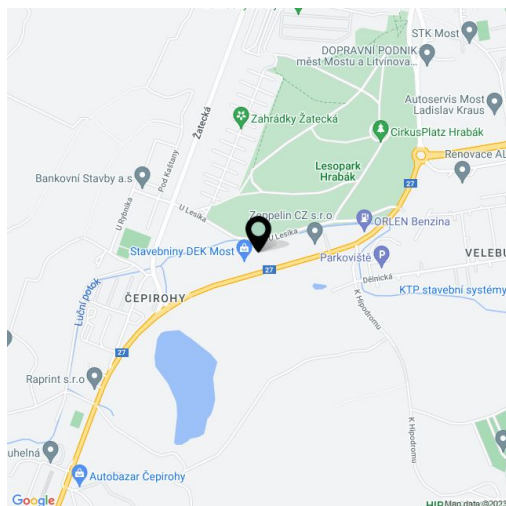 STK Most
DOPRAVNÍ PODNIK
měst Mostu a Litvínova...
Autoservis Most
Ladislav Kraus
Žatecká
Zahrádky Žatecká
CirkusPlatz Hrabák
Pod Kaštany
Lesopark
Hrabák
Renovace AL
Bankovní Stavby a.s
27
U Rybníka
U Lesíka
Zeppelin CZ s.r.o
ORLEN Benzina
U Lesíka
Stavebniny DEK Most
Parkoviště
VELEBU
27
Dělnická
Luční potok
ČEPIROHY
KTP stavební systémy
K Hipodromu
27
Raprint s.r.o
K Hipodromu
uhelná
Autobazar Čepirohy
Google
HIP
Map data ©2023